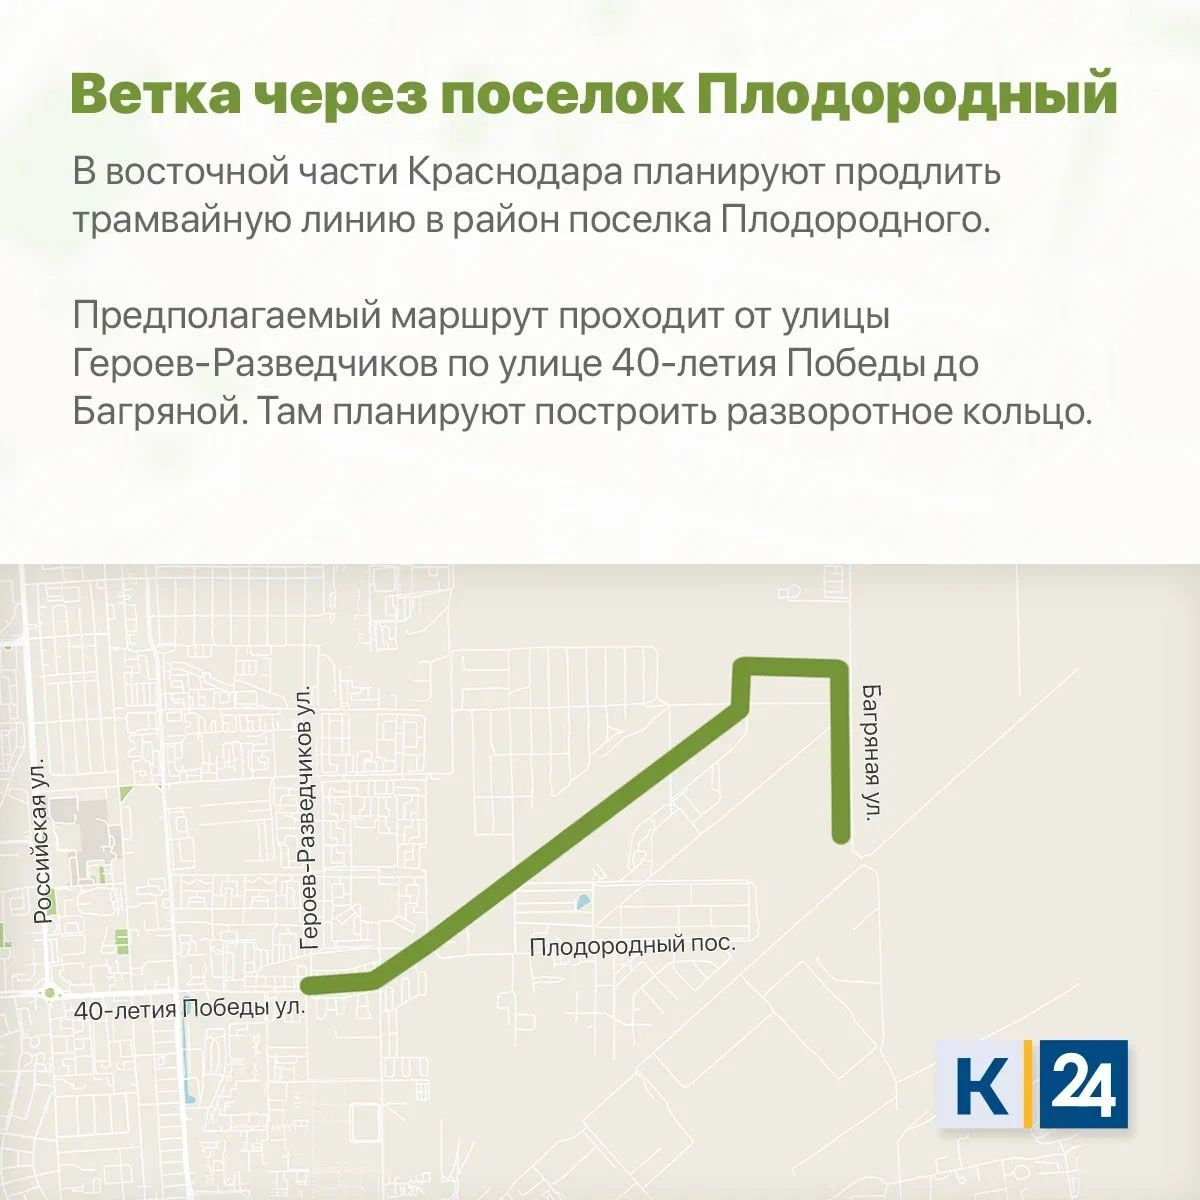 Ветка через поселок Плодородный
В восточной части Краснодара планируют продлить
трамвайную линию в район поселка Плодородного.
Предполагаемый маршрут проходит от улицы
Героев-Разведчиков по улице 40-летия Победы до
Багряной. Там планируют построить разворотное кольцо.
Российская ул.
Героев-Разведчиков ул.
Багряная ул.
Плодородный пос.
40-летия Победы ул.
К 24